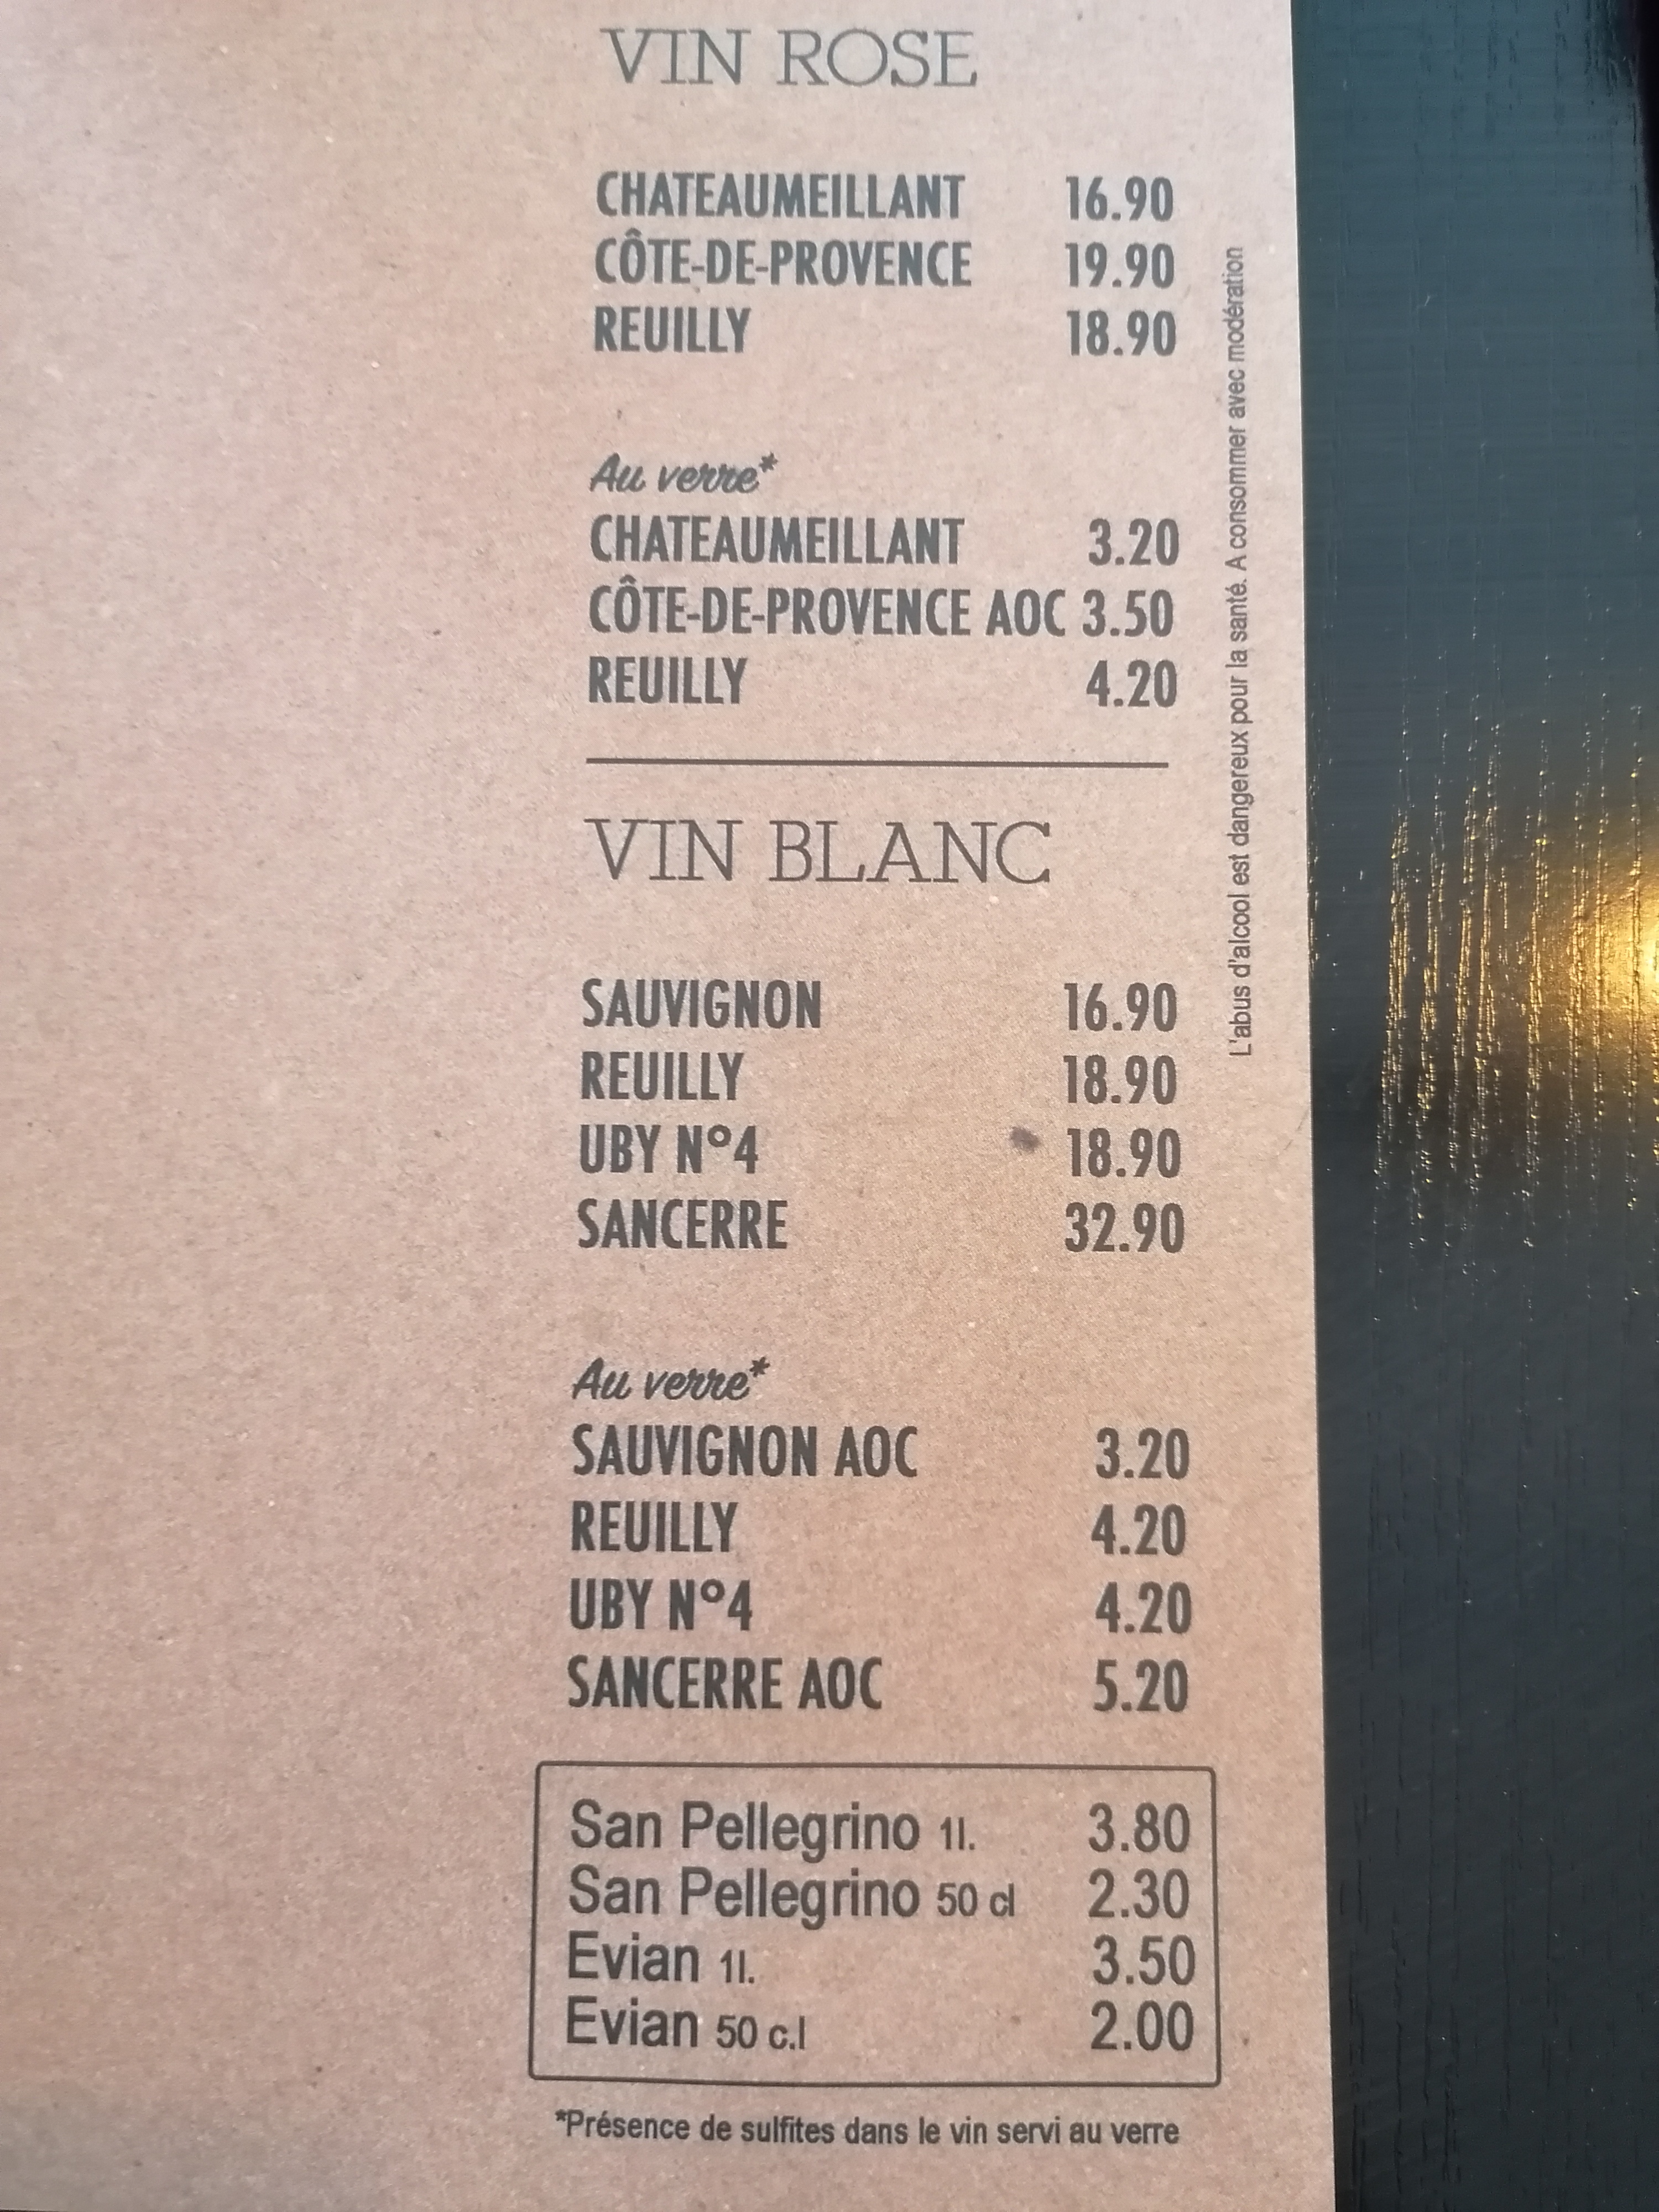 VIN ROSE
CHATEAUMEILLANT 16.90
CÔTE-DE-PROVENCE 19.90
REUILLY 18.90
Au verre*
CHATEAUMEILLANT 3.20
CÔTE-DE-PROVENCE AOC 3.50
REUILLY 4.20
VIN BLANC
SAUVIGNON 16.90
REUILLY 18.90
UBY N°4 18.90
SANCERRE 32.90
Au verre*
SAUVIGNON AOC 3.20
REUILLY 4.20
UBY N°4 4.20
SANCERRE AOC 5.20
San Pellegrino 1l. 3.80
San Pellegrino 50 cl 2.30
Evian 1l. 3.50
Evian 50 c.l 2.00
*Présence de sulfites dans le vin servi au verre
L'abus d'alcool est dangereux pour la santé. A consommer avec modération